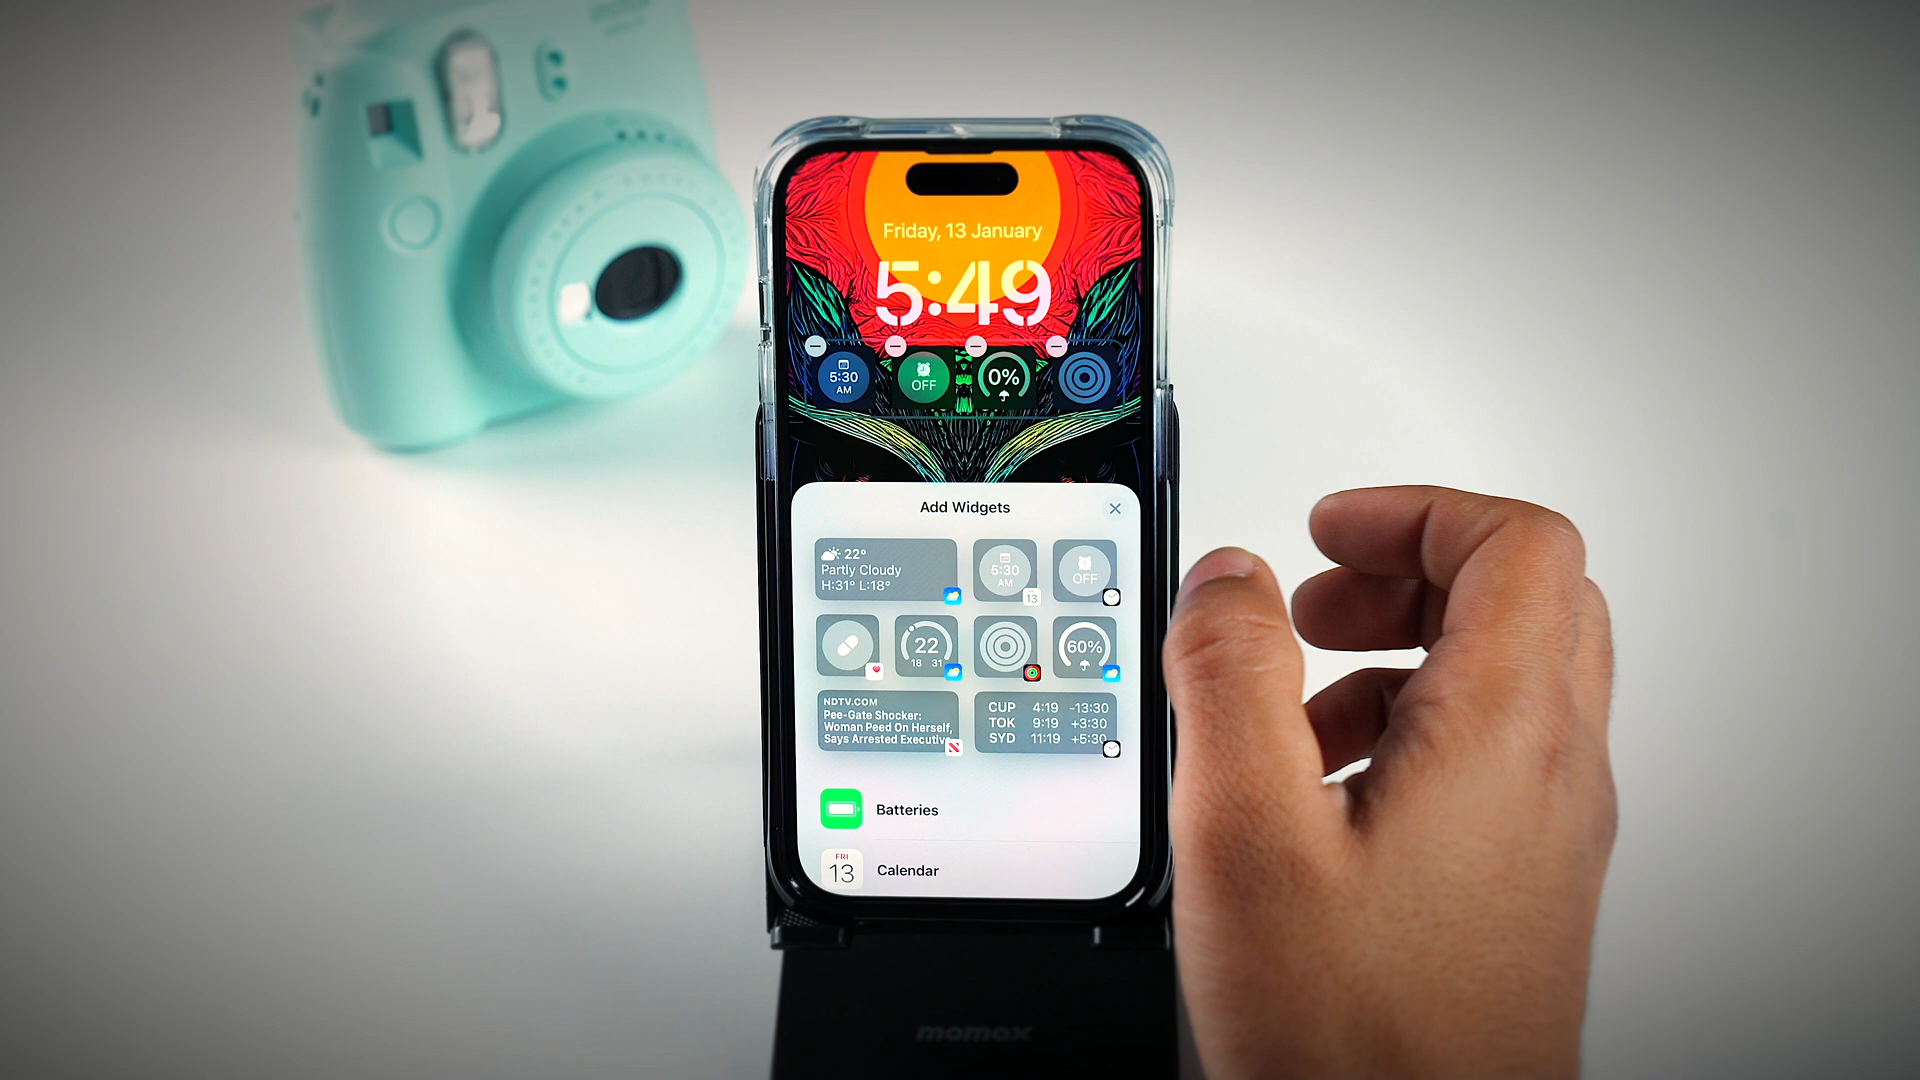 Friday, 13 January
5:49
5:30
AM
OFF
0%
Add Widgets
22°
Partly Cloudy
H:31° L:18°
5:30
AM
13
OFF
22
18 31
60%
NDTV.COM
Pee-Gate Shocker:
Woman Peed On Herself,
Says Arrested Executive
CUP 4:19 -13:30
TOK 9:19 +3:30
SYD 11:19 +5:30
Batteries
FRI
13
Calendar
momax